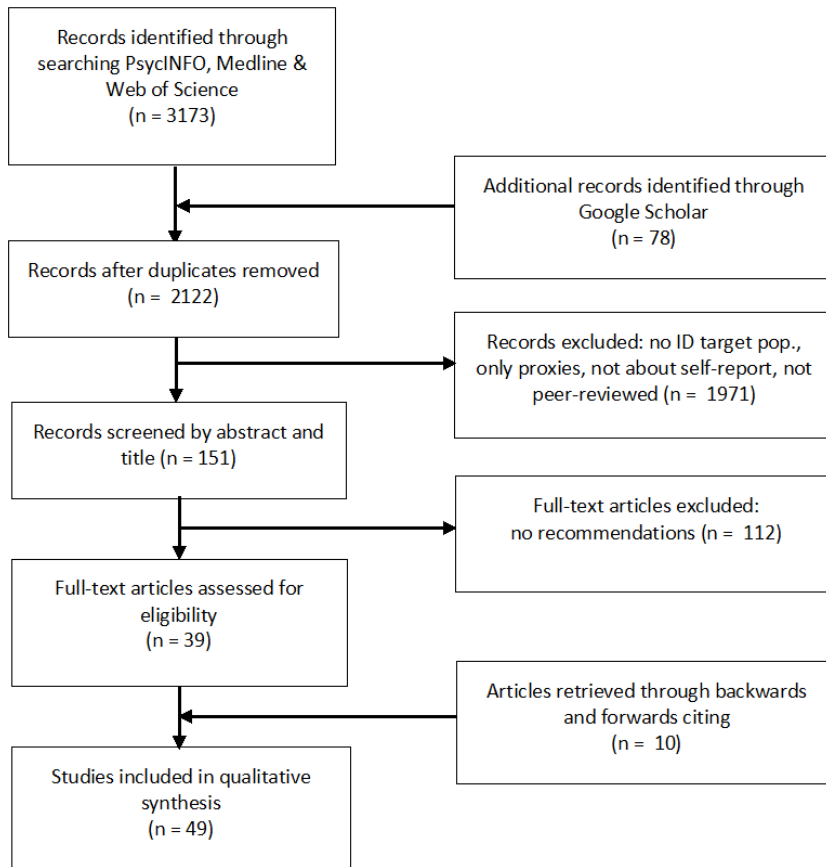 Records identified through
searching PsycINFO, Medline &
Web of Science
(n = 3173)
Additional records identified through
Google Scholar
(n = 78)
Records after duplicates removed
(n = 2122)
Records excluded: no ID target pop.,
only proxies, not about self-report, not
peer-reviewed (n = 1971)
Records screened by abstract and
title (n = 151)
Full-text articles excluded:
no recommendations (n = 112)
Full-text articles assessed for
eligibility
(n = 39)
Articles retrieved through backwards
and forwards citing
(n = 10)
Studies included in qualitative
synthesis
(n = 49)